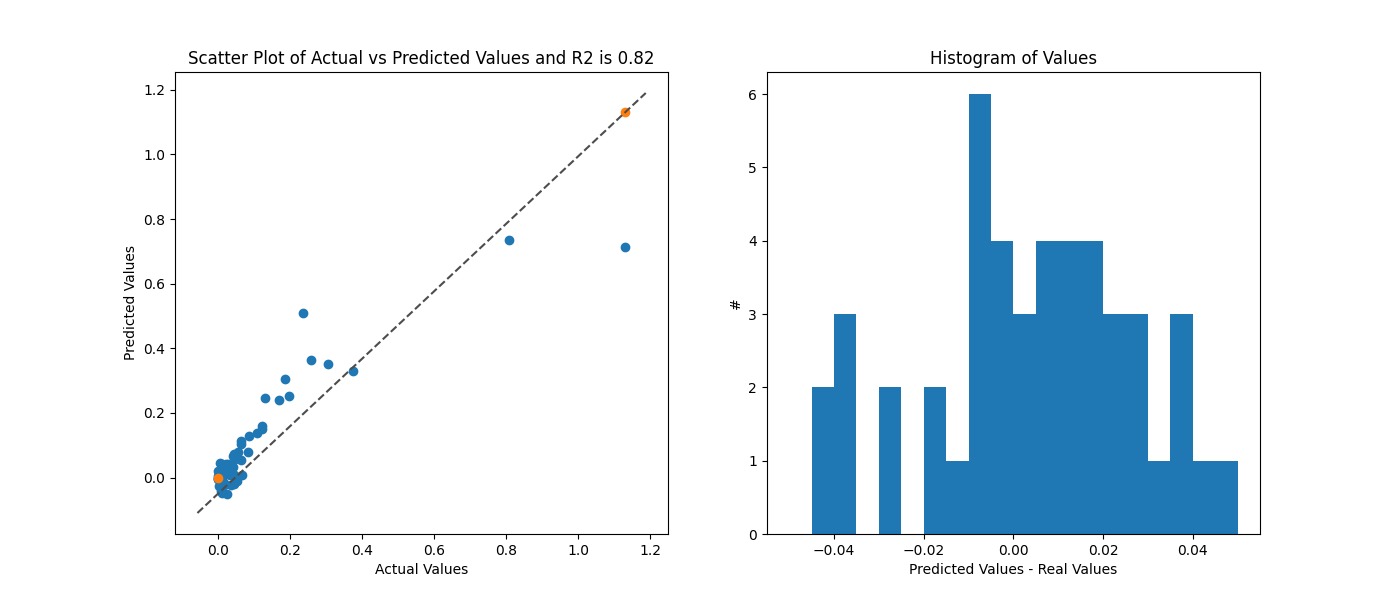 Scatter Plot of Actual vs Predicted Values and R2 is 0.82
1.2
1.0
0.8
0.6
0.4
0.2
0.0
Predicted Values
0.0 0.2 0.4 0.6 0.8 1.0 1.2
Actual Values
Histogram of Values
6
5
4
3
2
1
0
#
−0.04 −0.02 0.00 0.02 0.04
Predicted Values - Real Values